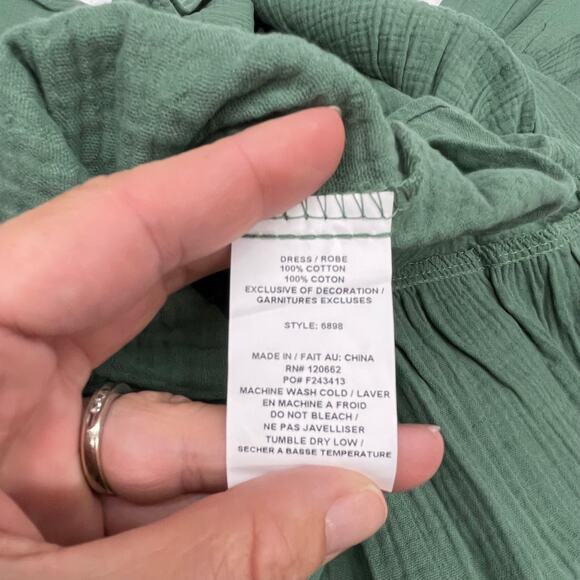 DRESS / ROBE
100% COTTON
100% COTON
EXCLUSIVE OF DECORATION /
GARNITURES EXCLUSES
STYLE: 6898
MADE IN / FAIT AU: CHINA
RN# 120662
PO# F243413
MACHINE WASH COLD / LAVER
EN MACHINE A FROID
DO NOT BLEACH /
NE PAS JAVELLISER
TUMBLE DRY LOW /
SECHER A BASSE TEMPERATURE